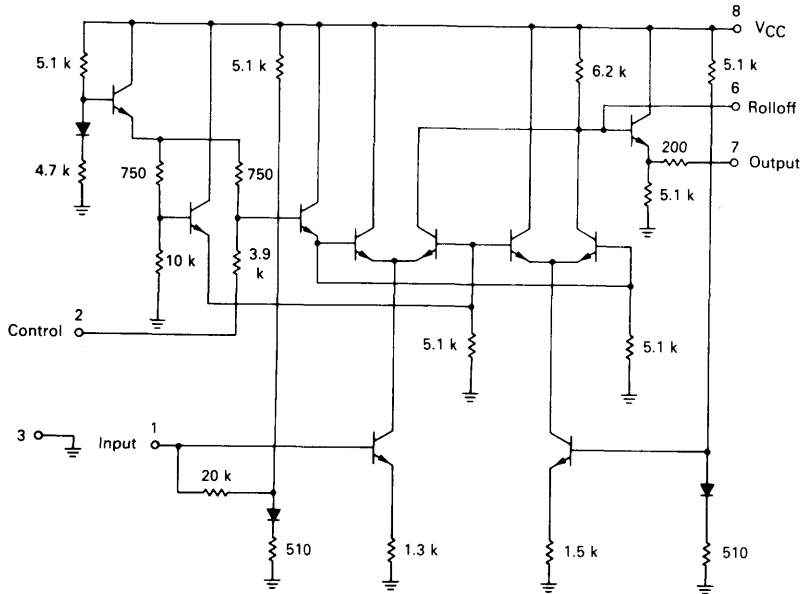 8
VCC
5.1 k
5.1 k
6.2 k
5.1 k
6
Rolloff
200
7
Output
4.7 k
750
750
5.1 k
10 k
3.9
k
2
Control
5.1 k
5.1 k
3
Input
1
20 k
510
1.3 k
1.5 k
510